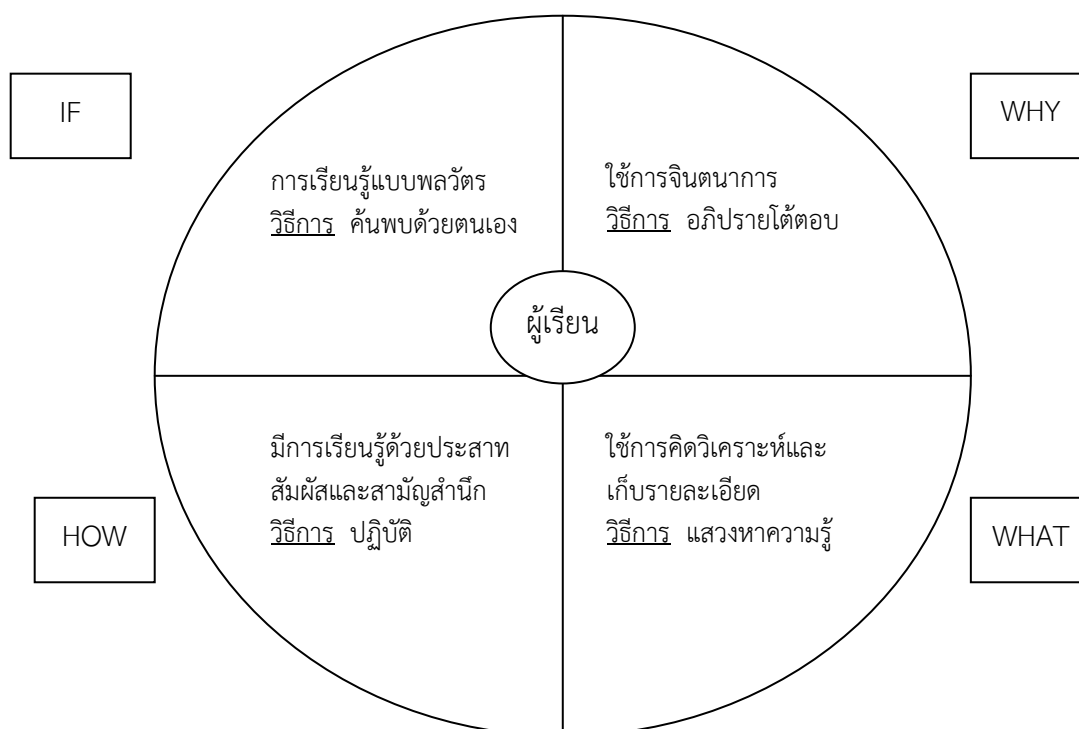 IF
WHY
การเรียนรู้แบบพลวัตร
วิธีการ ค้นพบด้วยตนเอง
ใช้การจินตนาการ
วิธีการ อภิปรายโต้ตอบ
ผู้เรียน
มีการเรียนรู้ด้วยประสาท
สัมผัสและสามัญสำนึก
วิธีการ ปฏิบัติ
ใช้การคิดวิเคราะห์และ
เก็บรายละเอียด
วิธีการ แสวงหาความรู้
HOW
WHAT